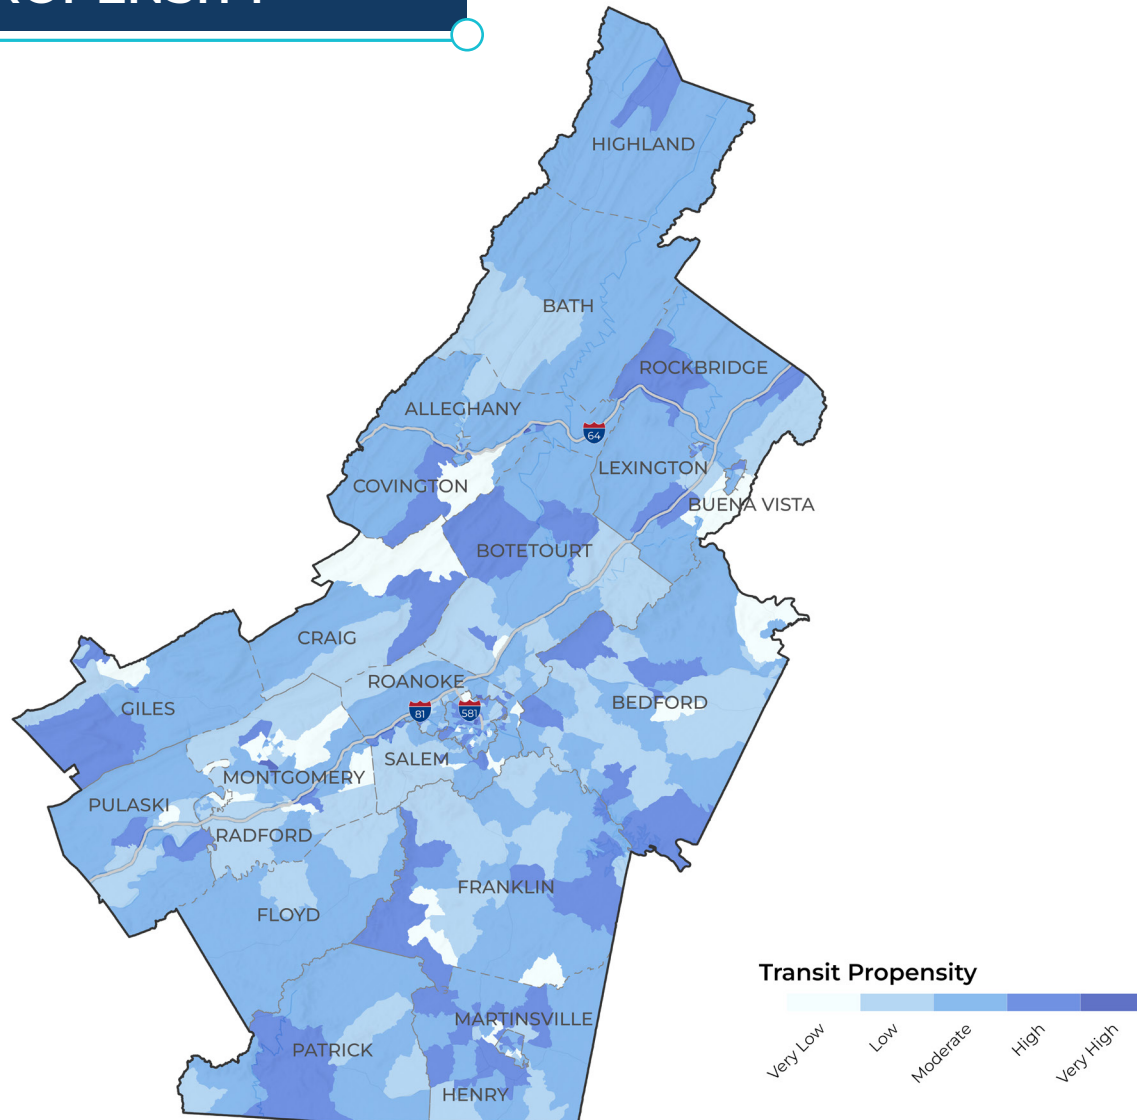 HIGHLAND
BATH
ROCKBRIDGE
ALLEGHANY
64
LEXINGTON
COVINGTON
BUENA VISTA
BOTETOURT
CRAIG
ROANOKE
BEDFORD
GILES
81
581
SALEM
MONTGOMERY
PULASKI
RADFORD
FRANKLIN
FLOYD
Transit Propensity
MARTINSVILLE
PATRICK
HENRY
Very Low
Low
Moderate
High
Very High